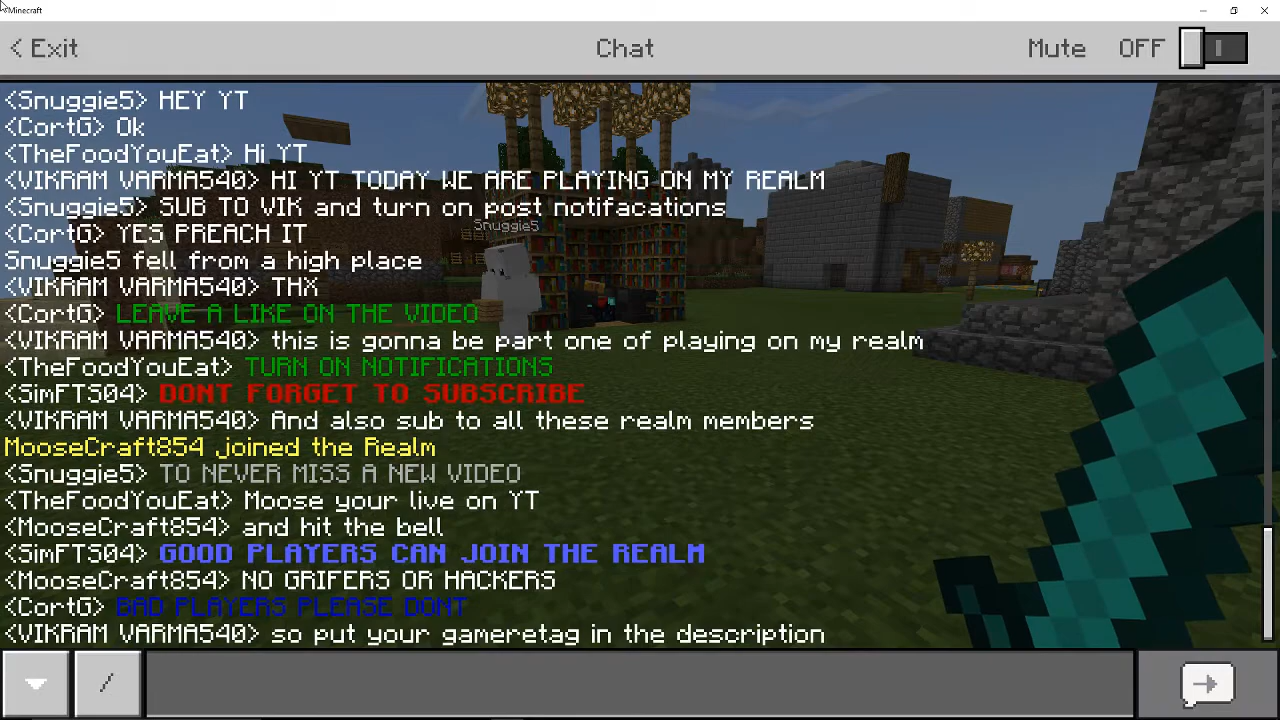 Minecraft
< Exit
Chat
Mute OFF
<Snuggie5> HEY YT
<CortG> Ok
<TheFoodYouEat> Hi YT
<VIKRAM VARMA540> HI YT TODAY WE ARE PLAYING ON MY REALM
<Snuggie5> SUB TO VIK and turn on post notifacations
Snuggie5
<CortG> YES PREACH IT
Snuggie5 fell from a high place
<VIKRAM VARMA540> THX
<CortG> LEAVE A LIKE ON THE VIDEO
<VIKRAM VARMA540> this is gonna be part one of playing on my realm
<TheFoodYouEat> TURN ON NOTIFICATIONS
<SimFTS04> DONT FORGET TO SUBSCRIBE
<VIKRAM VARMA540> And also sub to all these realm members
MooseCraft854 joined the Realm
<Snuggie5> TO NEVER MISS A NEW VIDEO
<TheFoodYouEat> Moose your live on YT
<MooseCraft854> and hit the bell
<SimFTS04> GOOD PLAYERS CAN JOIN THE REALM
<MooseCraft854> NO GRIFERS OR HACKERS
<CortG> BAD PLAYERS PLEASE DONT
<VIKRAM VARMA540> so put your gameretag in the description
/